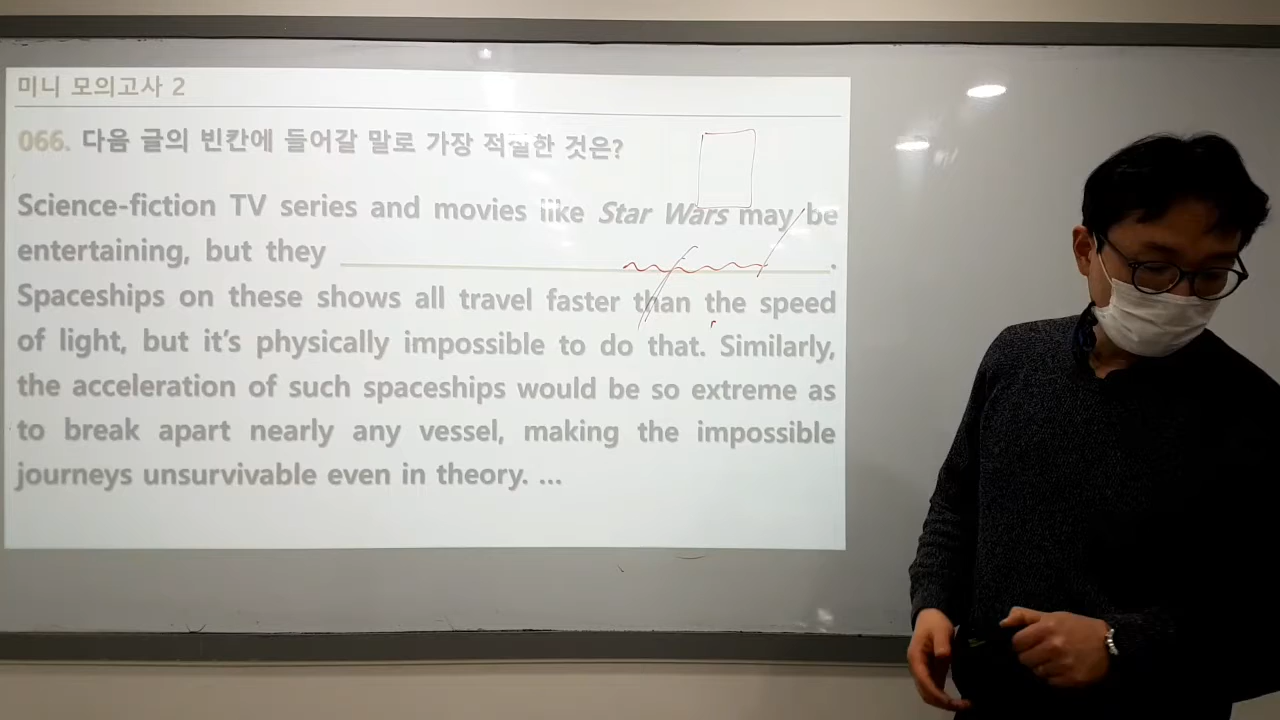 미니 모의고사 2
066. 다음 글의 빈칸에 들어갈 말로 가장 적절한 것은?
Science-fiction TV series and movies like Star Wars may be
entertaining, but they ______________.
Spaceships on these shows all travel faster than the speed
of light, but it's physically impossible to do that. Similarly,
the acceleration of such spaceships would be so extreme as
to break apart nearly any vessel, making the impossible
journeys unsurvivable even in theory. ...